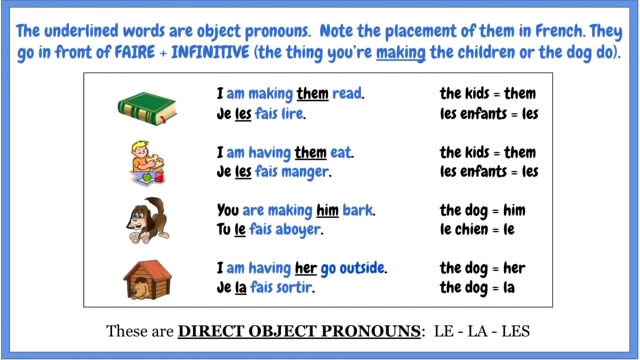 The underlined words are object pronouns. Note the placement of them in French. They
go in front of FAIRE + INFINITIVE (the thing you're making the children or the dog do).
I am making them read. the kids = them
Je les fais lire. les enfants = les
I am having them eat. the kids = them
Je les fais manger. les enfants = les
You are making him bark. the dog = him
Tu le fais aboyer. le chien = le
I am having her go outside. the dog = her
Je la fais sortir. the dog = la
These are DIRECT OBJECT PRONOUNS: LE - LA - LES